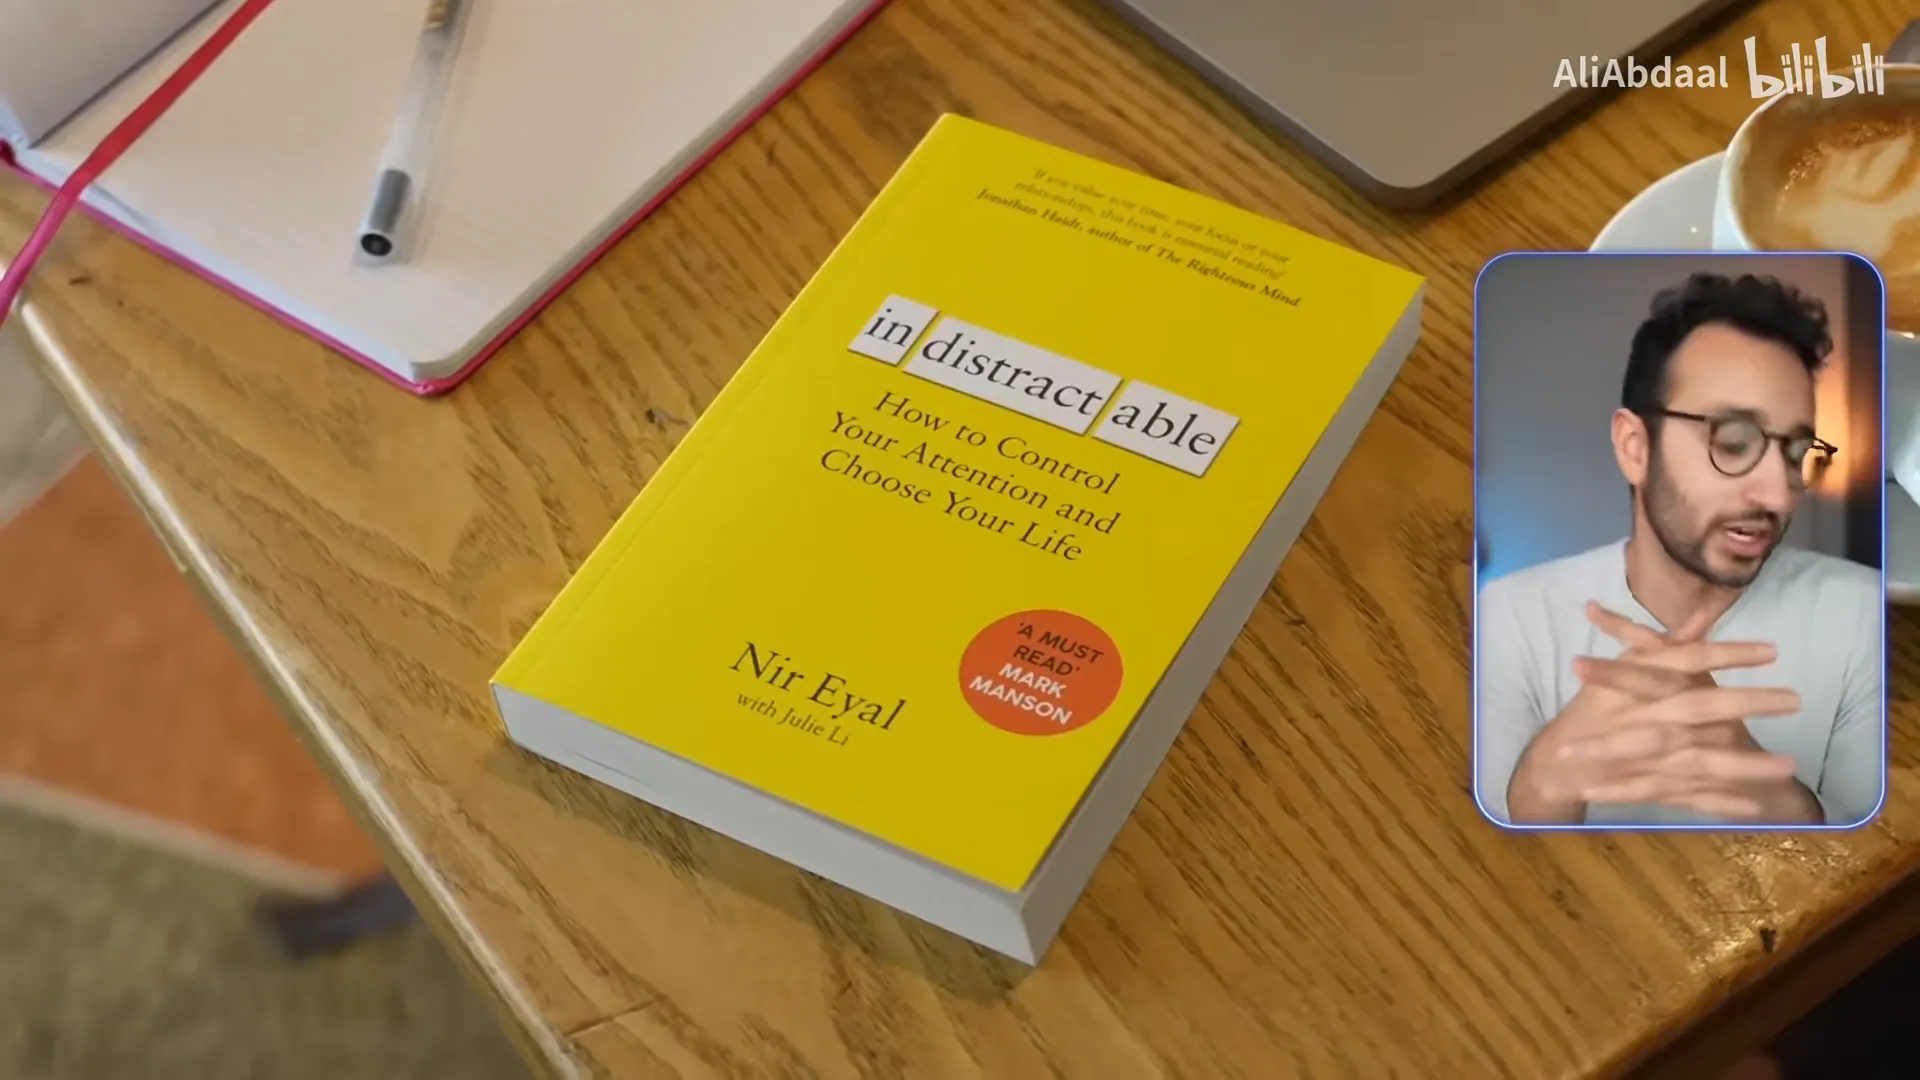 AliAbdaal bilibili
'If you value your time, your focus or your
relationships, this book is essential reading'
Jonathan Haidt, author of The Righteous Mind
in distract able
How to Control
Your Attention and
Choose Your Life
'A MUST
READ'
MARK
MANSON
Nir Eyal
with Julie Li